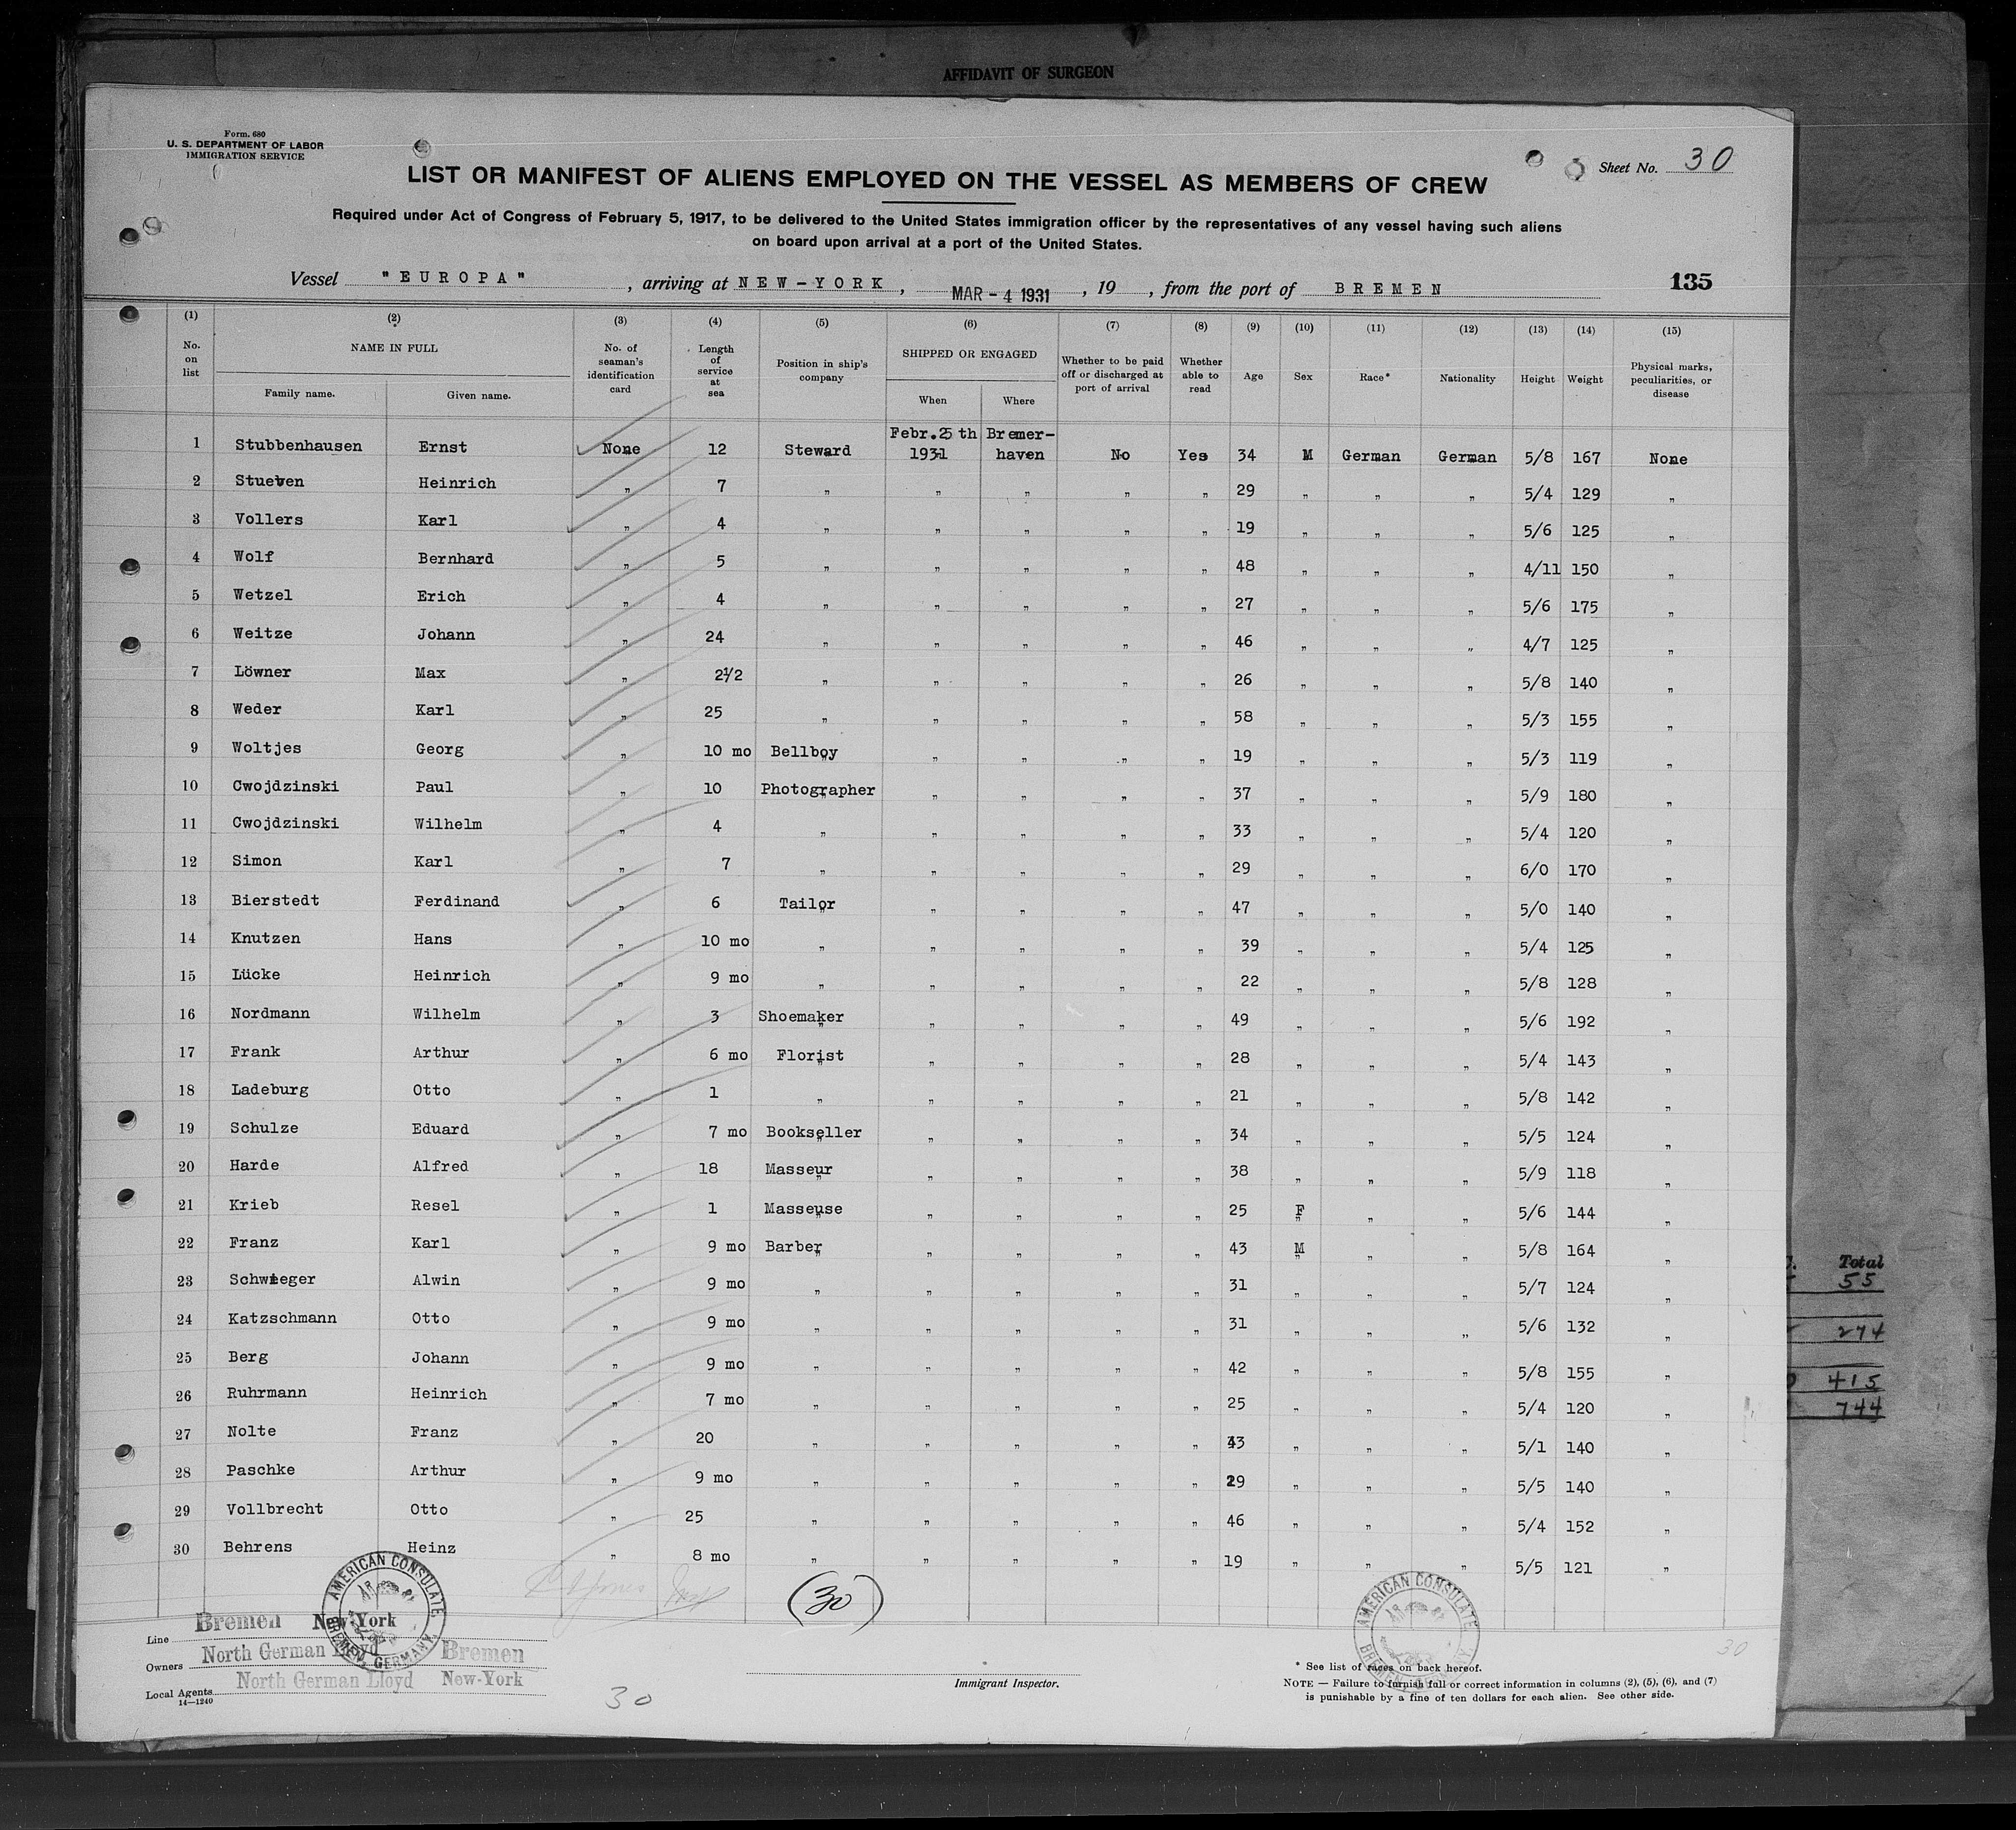 AFFIDAVIT OF SURGEON
Form. 680
U. S. DEPARTMENT OF LABOR
IMMIGRATION SERVICE
Sheet No. 30
LIST OR MANIFEST OF ALIENS EMPLOYED ON THE VESSEL AS MEMBERS OF CREW
Required under Act of Congress of February 5, 1917, to be delivered to the United States immigration officer by the representatives of any vessel having such aliens
on board upon arrival at a port of the United States.
Vessel "EUROPA", arriving at NEW-YORK, MAR - 4 1931, 19 , from the port of BREMEN
135
(1) (2) (3) (4) (5) (6) (7) (8) (9) (10) (11) (12) (13) (14) (15)
No. on list NAME IN FULL Family name. Given name. No. of seaman's identification card Length of service at sea Position in ship's company SHIPPED OR ENGAGED When Where Whether to be paid off or discharged at port of arrival Whether able to read Age Sex Race* Nationality Height Weight Physical marks, peculiarities, or disease
1 Stubbenhausen Ernst None 12 Steward Febr.25 th 1931 Bremer-haven No Yes 34 M German German 5/8 167 None
2 Stueven Heinrich " 7 " " " " " 29 " " " 5/4 129 "
3 Vollers Karl " 4 " " " " " 19 " " " 5/6 125 "
4 Wolf Bernhard " 5 " " " " " 48 " " " 4/11 150 "
5 Wetzel Erich " 4 " " " " " 27 " " " 5/6 175 "
6 Weitze Johann " 24 " " " " " 46 " " " 4/7 125 "
7 Löwner Max " 2½ " " " " " 26 " " " 5/8 140 "
8 Weder Karl " 25 " " " " " 58 " " " 5/3 155 "
9 Woltjes Georg " 10 mo Bellboy " " " " 19 " " " 5/3 119 "
10 Cwojdzinski Paul " 10 Photographer " " " " 37 " " " 5/9 180 "
11 Cwojdzinski Wilhelm " 4 " " " " " 33 " " " 5/4 120 "
12 Simon Karl " 7 " " " " " 29 " " " 6/0 170 "
13 Bierstedt Ferdinand " 6 Tailor " " " " 47 " " " 5/0 140 "
14 Knutzen Hans " 10 mo " " " " " 39 " " " 5/4 125 "
15 Lücke Heinrich " 9 mo " " " " " 22 " " " 5/8 128 "
16 Nordmann Wilhelm " 3 Shoemaker " " " " 49 " " " 5/6 192 "
17 Frank Arthur " 6 mo Florist " " " " 28 " " " 5/4 143 "
18 Ladeburg Otto " 1 " " " " " 21 " " " 5/8 142 "
19 Schulze Eduard " 7 mo Bookseller " " " " 34 " " " 5/5 124 "
20 Harde Alfred " 18 Masseur " " " " 38 " " " 5/9 118 "
21 Krieb Resel " 1 Masseuse " " " " 25 F " " 5/6 144 "
22 Franz Karl " 9 mo Barber " " " " 43 M " " 5/8 164 "
23 Schwieger Alwin " 9 mo " " " " " 31 " " " 5/7 124 "
24 Katzschmann Otto " 9 mo " " " " " 31 " " " 5/6 132 "
25 Berg Johann " 9 mo " " " " " 42 " " " 5/8 155 "
26 Ruhrmann Heinrich " 7 mo " " " " " 25 " " " 5/4 120 "
27 Nolte Franz " 20 " " " " " " " " 5/1 140 "
28 Paschke Arthur " 9 mo " " " " " 29 " " " 5/5 140 "
29 Vollbrecht Otto " 25 " " " " " 46 " " " 5/4 152 "
30 Behrens Heinz " 8 mo " " " " " 19 " " " 5/5 121 "
(30)
AMERICAN CONSULATE BREMEN, GERMANY
AMERICAN CONSULATE BREMEN, GERMANY
Line Bremen New-York
Owners North German Lloyd Bremen
Local Agents North German Lloyd New-York
14—1240
30
Immigrant Inspector.
30
* See list of races on back hereof.
NOTE — Failure to furnish full or correct information in columns (2), (5), (6), and (7)
is punishable by a fine of ten dollars for each alien. See other side.
Total
55
274
415
744